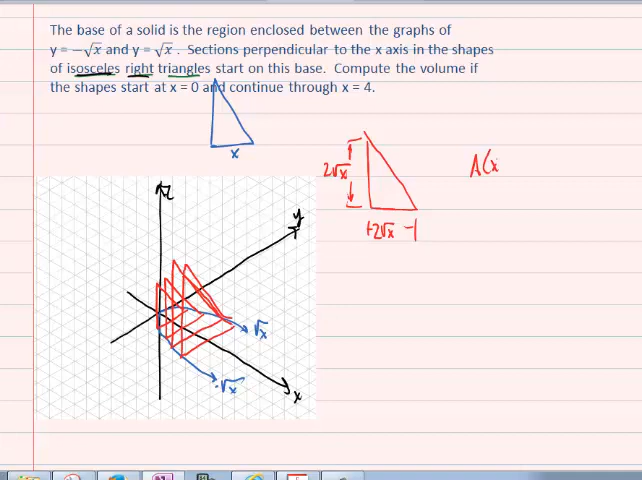 The base of a solid is the region enclosed between the graphs of
y = −√x and y = √x . Sections perpendicular to the x axis in the shapes
of isosceles right triangles start on this base. Compute the volume if
the shapes start at x = 0 and continue through x = 4.
x
2√x
A(x
2√x
z
y
√x
-√x
x